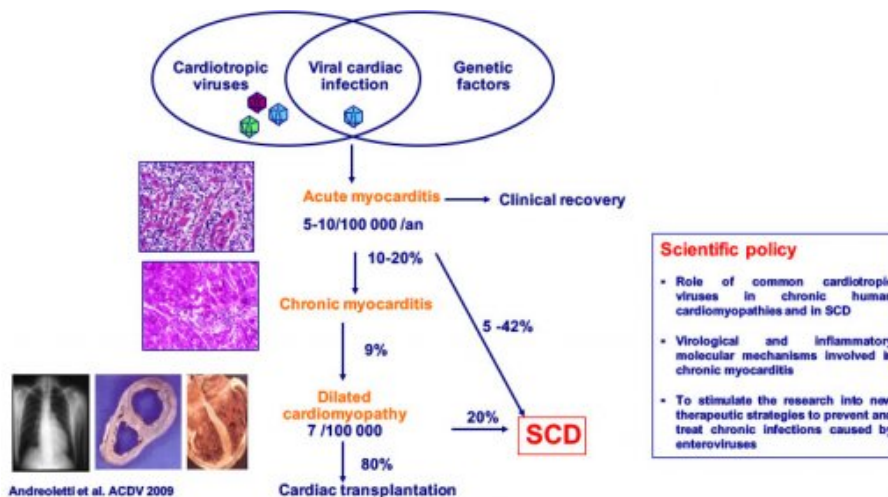 Cardiotropic
viruses
Viral cardiac
infection
Genetic
factors
Acute myocarditis
Clinical recovery
5-10/100 000 /an
10-20%
Chronic myocarditis
5 -42%
9%
Dilated
cardiomyopathy
7 /100 000
20%
SCD
80%
Cardiac transplantation
Andreoletti et al. ACDV 2009
Scientific policy
▪ Role of common cardiotropic
viruses in chronic human
cardiomyopathies and in SCD
▪ Virological and inflammatory
molecular mechanisms involved in
chronic myocarditis
▪ To stimulate the research into new
therapeutic strategies to prevent and
treat chronic infections caused by
enteroviruses